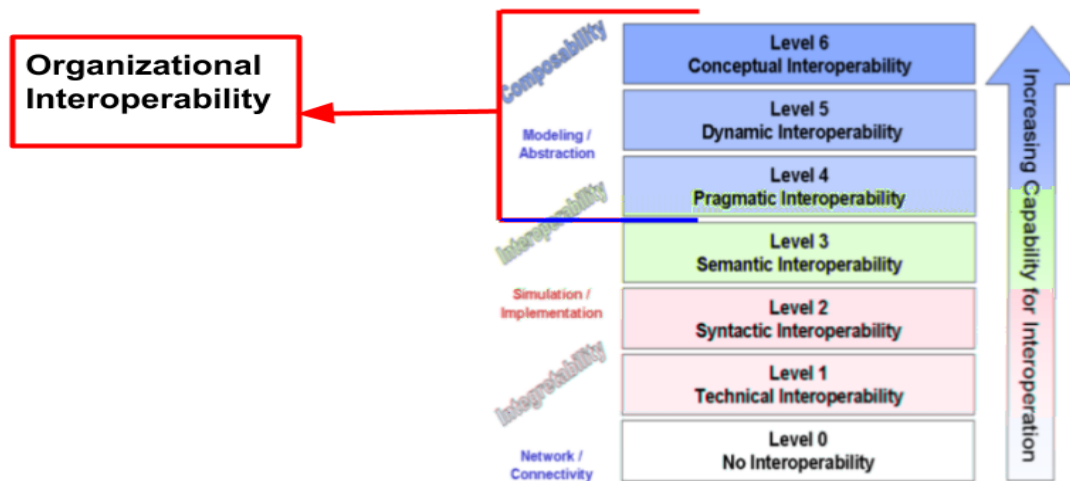 Organizational
Interoperability
Composability
Modeling /
Abstraction
Interoperability
Simulation /
Implementation
Integretability
Network /
Connectivity
Level 6
Conceptual Interoperability
Level 5
Dynamic Interoperability
Level 4
Pragmatic Interoperability
Level 3
Semantic Interoperability
Level 2
Syntactic Interoperability
Level 1
Technical Interoperability
Level 0
No Interoperability
Increasing Capability for Interoperation